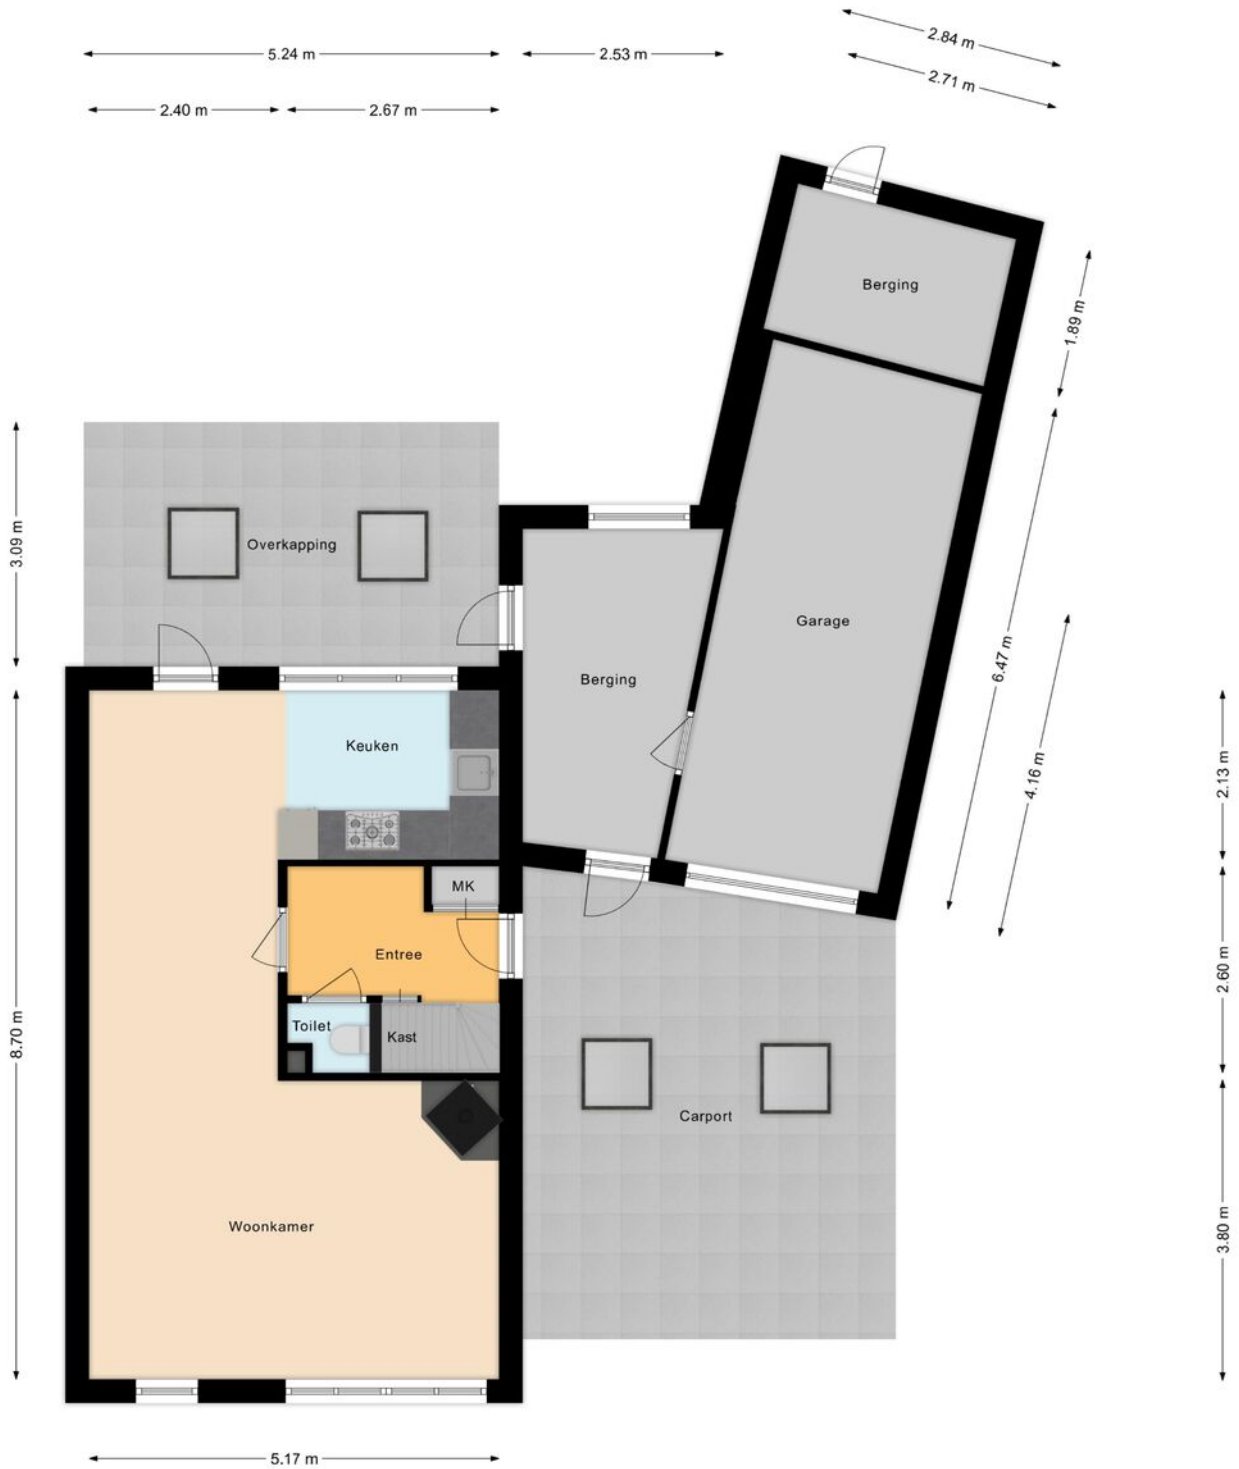 2.84 m
5.24 m
2.53 m
2.71 m
2.40 m
2.67 m
Berging
1.89 m
3.09 m
Overkapping
Garage
6.47 m
Berging
Keuken
4.16 m
2.13 m
MK
Entree
2.60 m
Toilet
Kast
8.70 m
Carport
Woonkamer
3.80 m
5.17 m